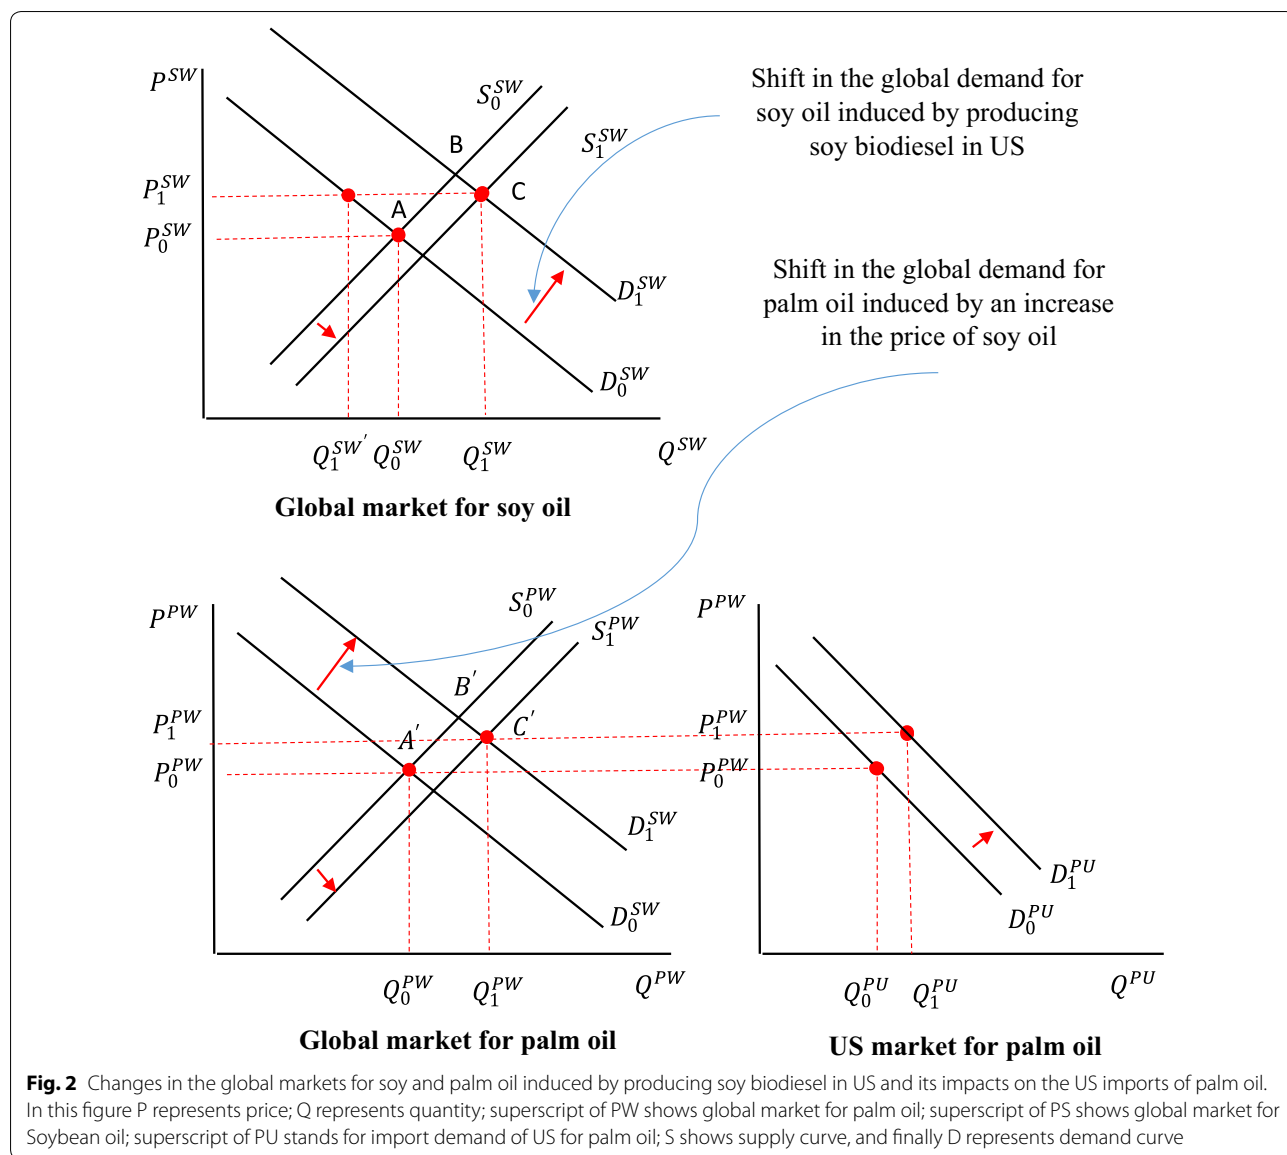 P^SW
S_0^SW
Shift in the global demand for
soy oil induced by producing
soy biodiesel in US
B
S_1^SW
P_1^SW
A
C
P_0^SW
Shift in the global demand for
palm oil induced by an increase
in the price of soy oil
D_1^SW
D_0^SW
Q_1^SW′ Q_0^SW Q_1^SW Q^SW
Global market for soy oil
P^PW
S_0^PW
S_1^PW
B′
P_1^PW
A′
C′
P_0^PW
D_1^SW
D_0^SW
Q_0^PW Q_1^PW Q^PW
Global market for palm oil
P^PW
P_1^PW
P_0^PW
D_1^PU
D_0^PU
Q_0^PU Q_1^PU Q^PU
US market for palm oil
Fig. 2 Changes in the global markets for soy and palm oil induced by producing soy biodiesel in US and its impacts on the US imports of palm oil.
In this figure P represents price; Q represents quantity; superscript of PW shows global market for palm oil; superscript of PS shows global market for
Soybean oil; superscript of PU stands for import demand of US for palm oil; S shows supply curve, and finally D represents demand curve